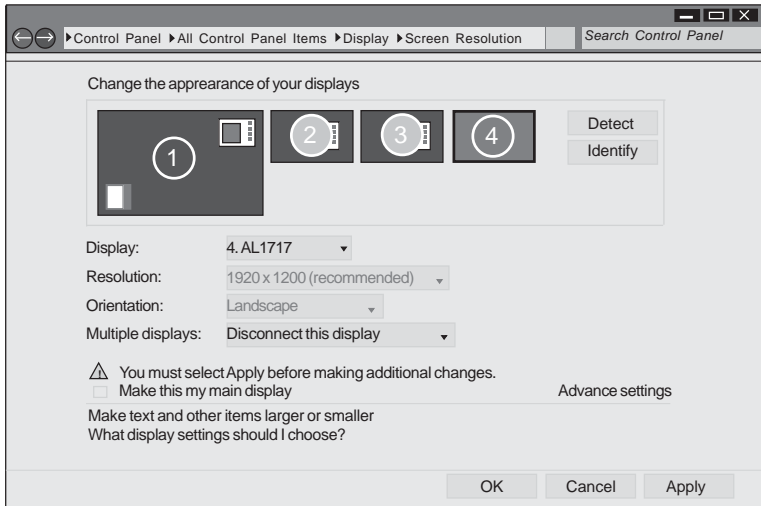 Control Panel All Control Panel Items Display Screen Resolution Search Control Panel
Change the apprearance of your displays
1 2 3 4
Detect
Identify
Display: 4. AL1717
Resolution: 1920 x 1200 (recommended)
Orientation: Landscape
Multiple displays: Disconnect this display
You must select Apply before making additional changes.
Make this my main display Advance settings
Make text and other items larger or smaller
What display settings should I choose?
OK Cancel Apply